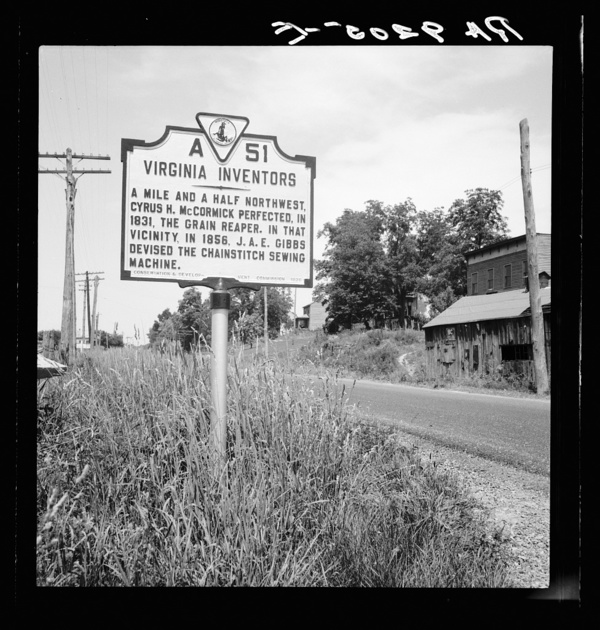 RA 9205-E
A 51
VIRGINIA INVENTORS
A MILE AND A HALF NORTHWEST,
CYRUS H. McCORMICK PERFECTED, IN
1831, THE GRAIN REAPER. IN THAT
VICINITY, IN 1856, J. A. E. GIBBS
DEVISED THE CHAINSTITCH SEWING
MACHINE.